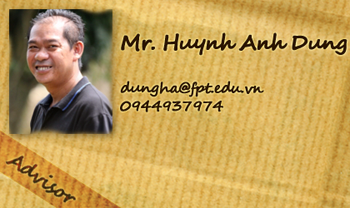 Mr. Huynh Anh Dung
dungha@fpt.edu.vn
0944937974
Advisor